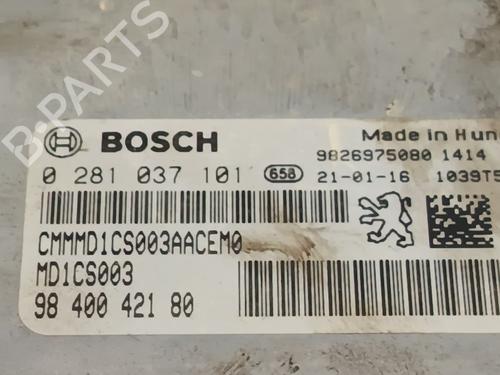 B-PARTS
BOSCH
Made in Hun
9826975080 1414
0 281 037 101 658 21-01-16 1039T5
CMMMD1CS003AACEM0
MD1CS003
98 400 421 80